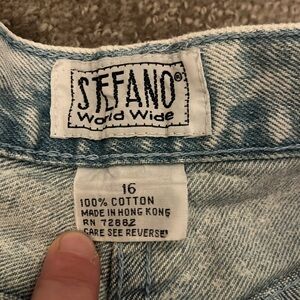 STEFANO®
World Wide
16
100% COTTON
MADE IN HONG KONG
RN 72882
CARE SEE REVERSE